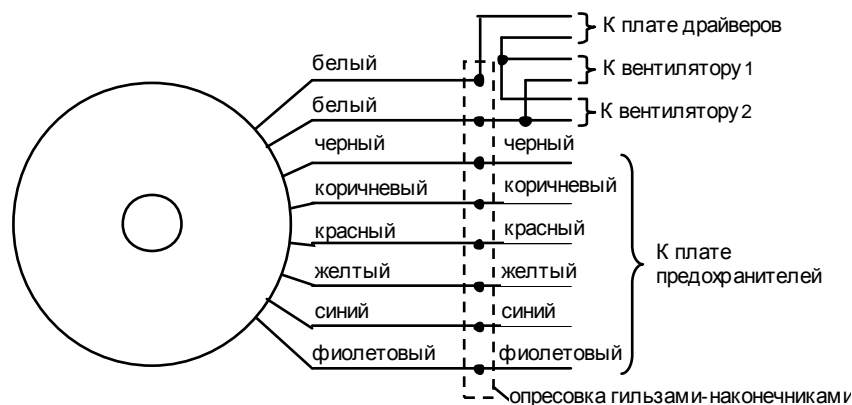 К плате драйверов
белый
К вентилятору 1
белый
К вентилятору 2
черный черный
коричневый коричневый
красный красный
К плате
предохранителей
желтый желтый
синий синий
фиолетовый фиолетовый
опресовка гильзами-наконечниками